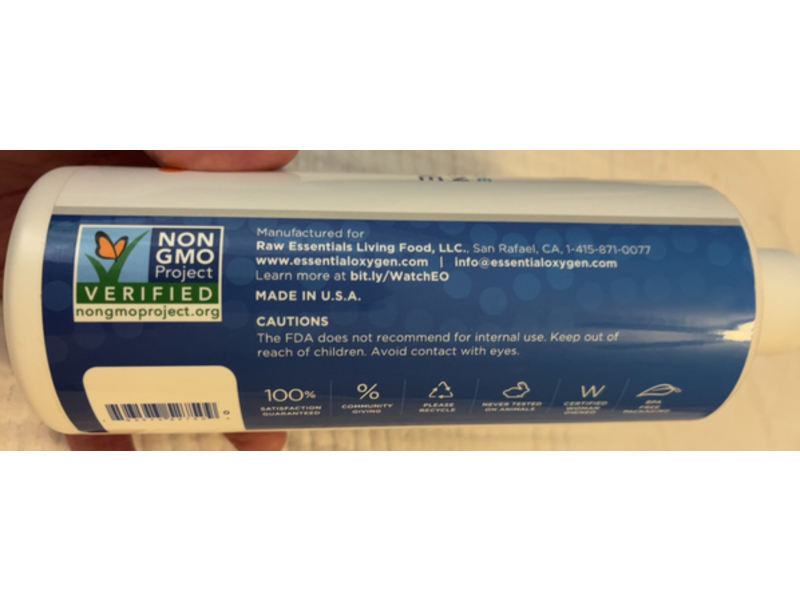 NON
GMO
Project
VERIFIED
nongmoproject.org
Manufactured for
Raw Essentials Living Food, LLC., San Rafael, CA, 1-415-871-0077
www.essentialoxygen.com | info@essentialoxygen.com
Learn more at bit.ly/WatchEO
MADE IN U.S.A.
CAUTIONS
The FDA does not recommend for internal use. Keep out of
reach of children. Avoid contact with eyes.
100%
SATISFACTION
GUARANTEED
%
COMMUNITY
GIVING
PLEASE
RECYCLE
NEVER TESTED
ON ANIMALS
W
CERTIFIED
WOMAN
OWNED
BPA
FREE
PACKAGING